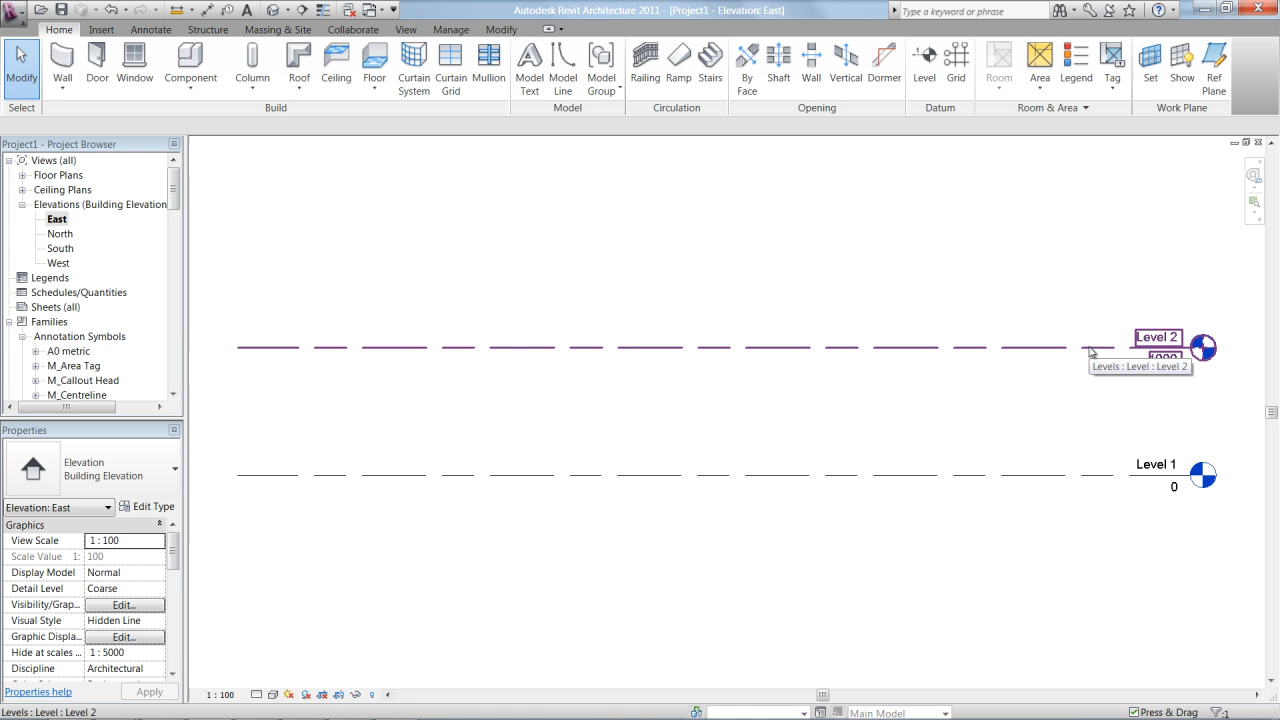 Autodesk Revit Architecture 2011 - [Project1 - Elevation: East]
Type a keyword or phrase
Home Insert Annotate Structure Massing & Site Collaborate View Manage Modify
Modify Wall Door Window Component Column Roof Ceiling Floor Curtain System Curtain Grid Mullion Model Text Model Line Model Group Railing Ramp Stairs By Face Shaft Wall Vertical Dormer Level Grid Room Area Legend Tag Set Show Ref Plane
Select Build Model Circulation Opening Datum Room & Area Work Plane
Project1 - Project Browser
Views (all)
Floor Plans
Ceiling Plans
Elevations (Building Elevation
East
North
South
West
Legends
Schedules/Quantities
Sheets (all)
Families
Annotation Symbols
A0 metric
M_Area Tag
M_Callout Head
M_Centreline
Level 2
Levels : Level : Level 2
Level 1
0
Properties
Elevation
Building Elevation
Elevation: East Edit Type
Graphics
View Scale 1 : 100
Scale Value 1: 100
Display Model Normal
Detail Level Coarse
Visibility/Grap... Edit...
Visual Style Hidden Line
Graphic Displa... Edit...
Hide at scales ... 1 : 5000
Discipline Architectural
Properties help Apply
1 : 100
Levels : Level : Level 2 Main Model Press & Drag :1